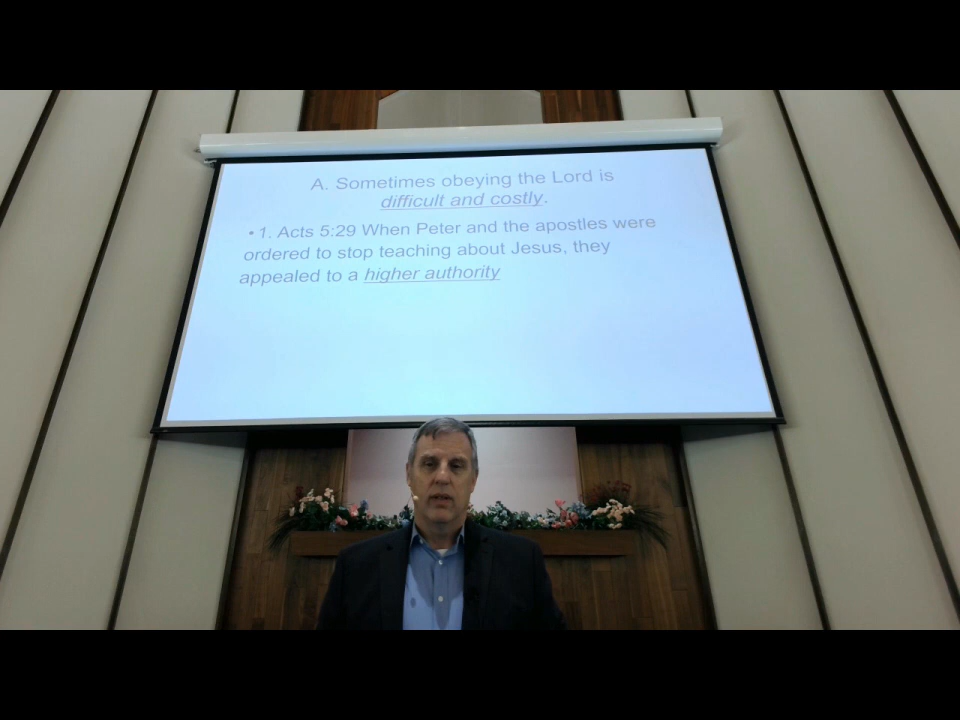 A. Sometimes obeying the Lord is
difficult and costly.
• 1. Acts 5:29 When Peter and the apostles were
ordered to stop teaching about Jesus, they
appealed to a higher authority